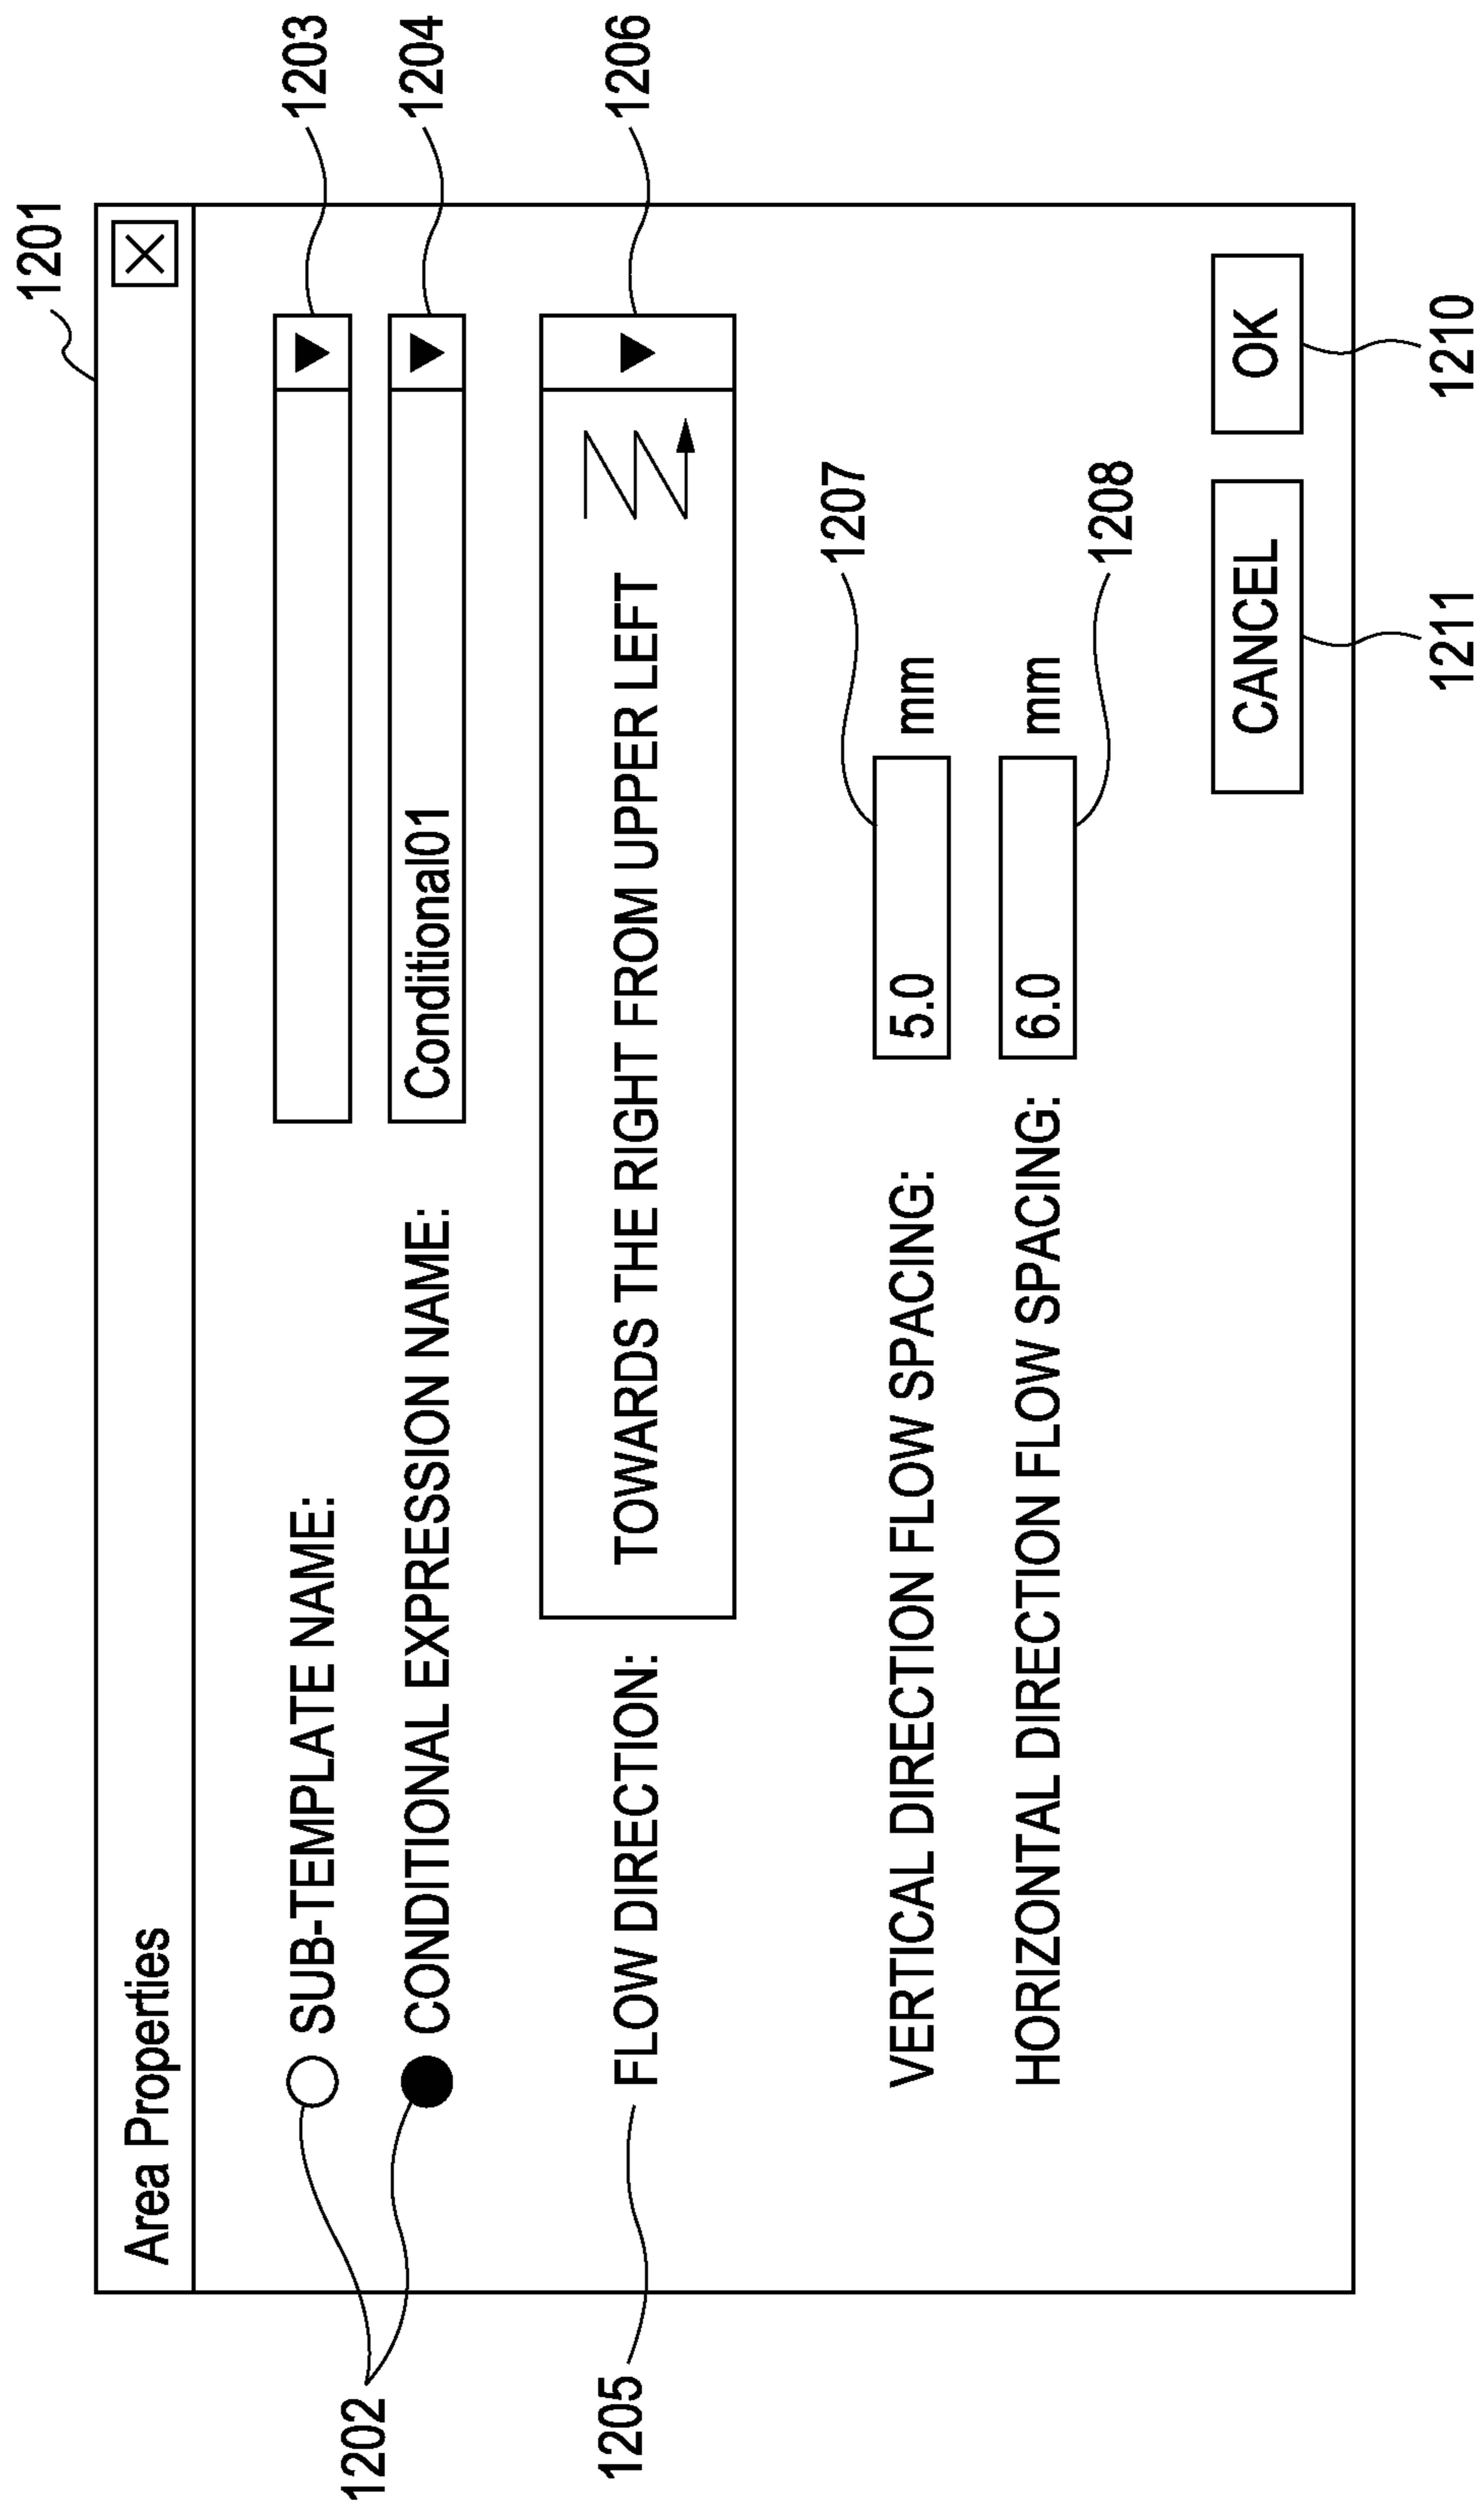 1201
Area Properties
1202
SUB-TEMPLATE NAME:
1203
CONDITIONAL EXPRESSION NAME: Conditional01
1204
1205
FLOW DIRECTION: TOWARDS THE RIGHT FROM UPPER LEFT
1206
1207
VERTICAL DIRECTION FLOW SPACING: 5.0 mm
HORIZONTAL DIRECTION FLOW SPACING: 6.0 mm
1208
CANCEL OK
1211 1210